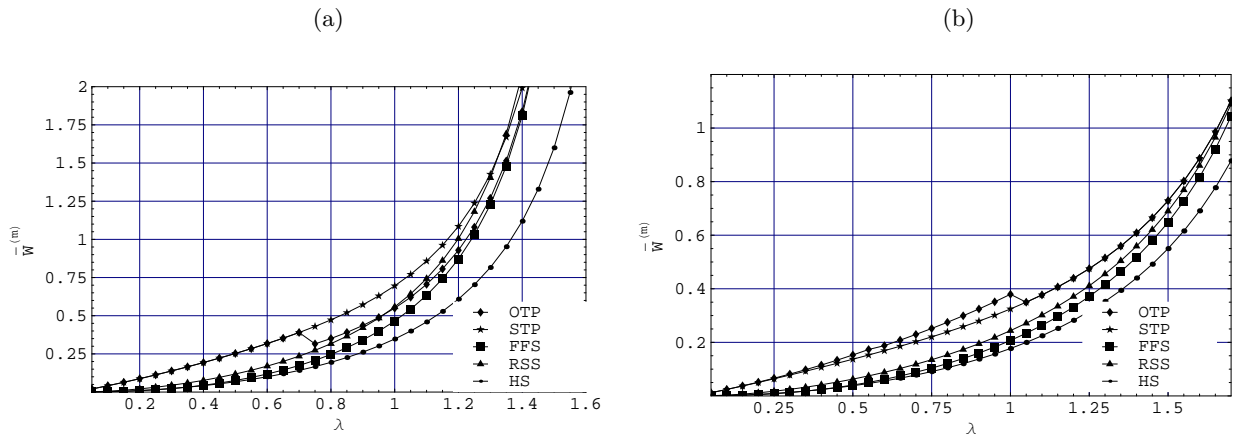 (a)
(b)
2
1.75
1.5
1.25
1
0.75
0.5
0.25
W̅ (m)
0.2 0.4 0.6 0.8 1 1.2 1.4 1.6
λ
OTP
STP
FFS
RSS
HS
1
0.8
0.6
0.4
0.2
W̅ (m)
0.25 0.5 0.75 1 1.25 1.5
λ
OTP
STP
FFS
RSS
HS